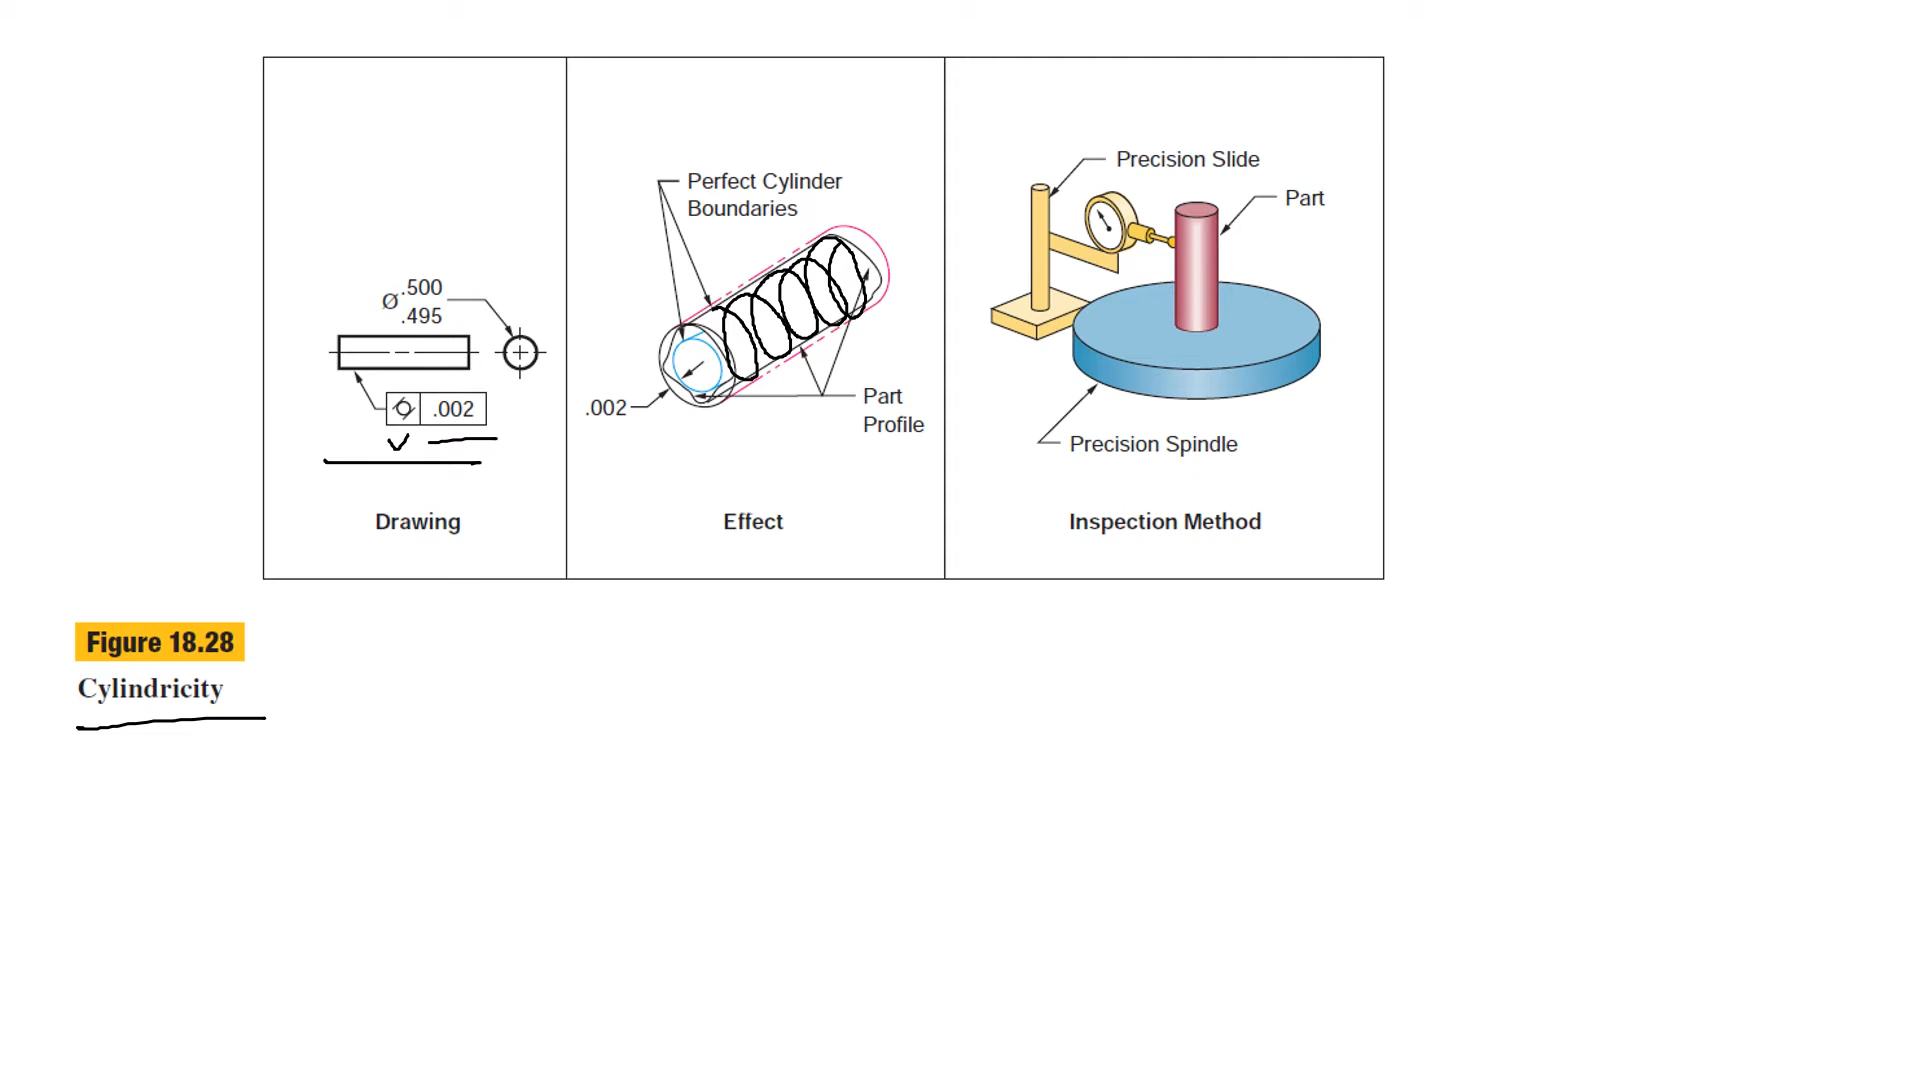 Ø .500
.495
.002
Drawing
Perfect Cylinder
Boundaries
.002
Part
Profile
Effect
Precision Slide
Part
Precision Spindle
Inspection Method
Figure 18.28
Cylindricity